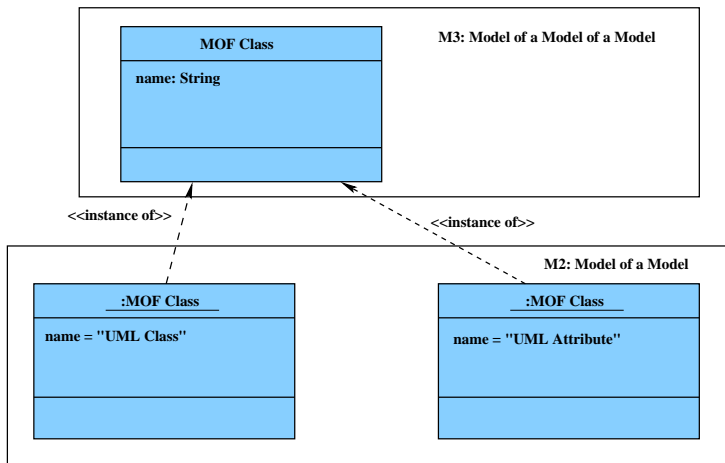 MOF Class
M3: Model of a Model of a Model
name: String
<<instance of>>
<<instance of>>
M2: Model of a Model
:MOF Class
name = "UML Class"
:MOF Class
name = "UML Attribute"